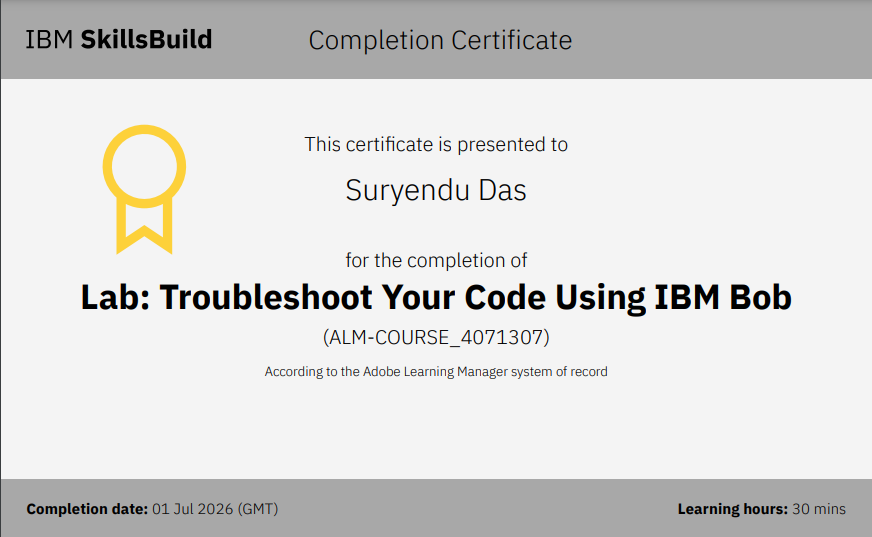 IBM SkillsBuild
Completion Certificate
This certificate is presented to
Suryendu Das
for the completion of
Lab: Troubleshoot Your Code Using IBM Bob
(ALM-COURSE_4071307)
According to the Adobe Learning Manager system of record
Completion date: 01 Jul 2026 (GMT)
Learning hours: 30 mins